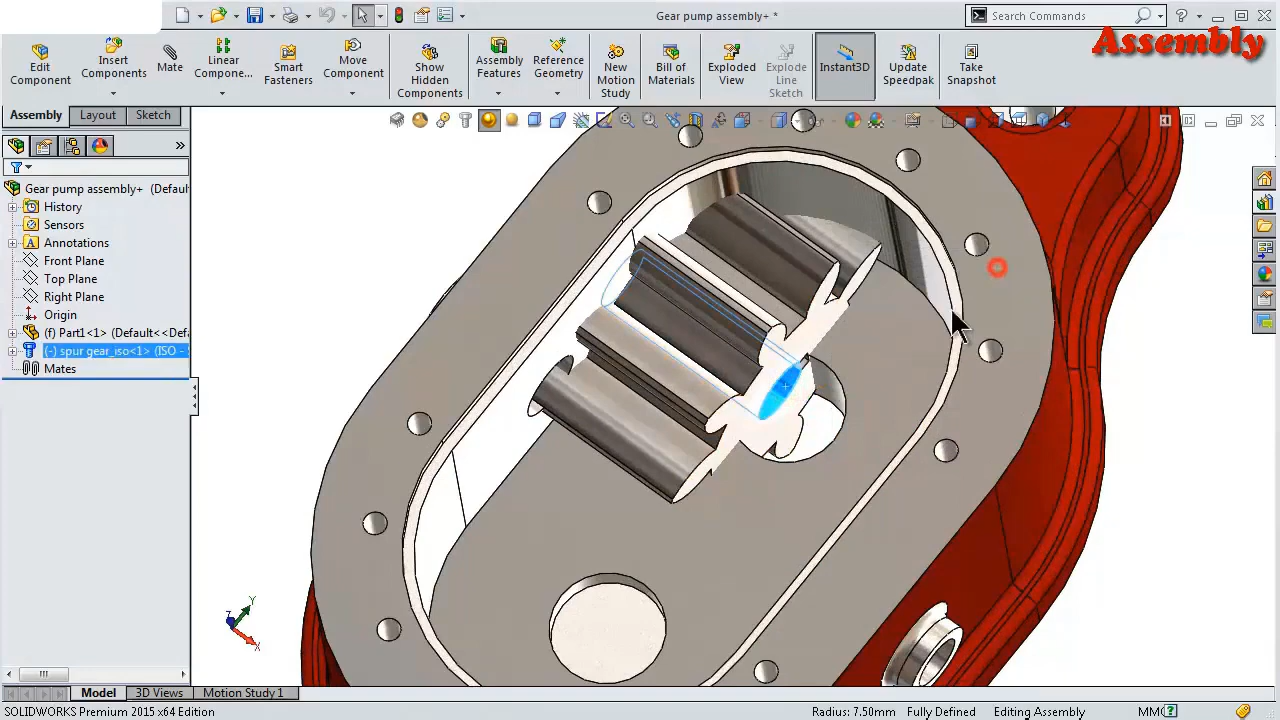 Gear pump assembly+ *
Search Commands
Assembly
Edit Component
Insert Components
Mate
Linear Compone...
Smart Fasteners
Move Component
Show Hidden Components
Assembly Features
Reference Geometry
New Motion Study
Bill of Materials
Exploded View
Explode Line Sketch
Instant3D
Update Speedpak
Take Snapshot
Assembly
Layout
Sketch
Gear pump assembly+ (Default
History
Sensors
Annotations
Front Plane
Top Plane
Right Plane
Origin
(f) Part1<1> (Default<<Defa
(-) spur gear_iso<1> (ISO -
Mates
Y
Z
X
Model
3D Views
Motion Study 1
SOLIDWORKS Premium 2015 x64 Edition
Radius: 7.50mm
Fully Defined
Editing Assembly